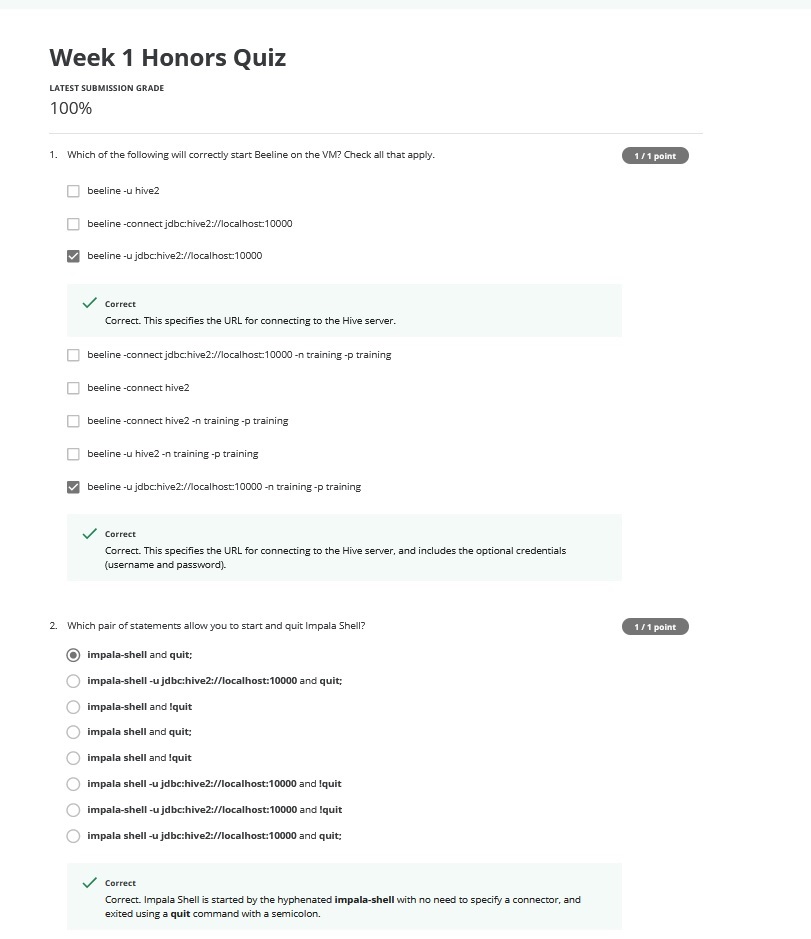 Week 1 Honors Quiz
LATEST SUBMISSION GRADE
100%
1. Which of the following will correctly start Beeline on the VM? Check all that apply.
1 / 1 point
beeline -u hive2
beeline -connect jdbc:hive2://localhost:10000
beeline -u jdbc:hive2://localhost:10000
Correct
Correct. This specifies the URL for connecting to the Hive server.
beeline -connect jdbc:hive2://localhost:10000 -n training -p training
beeline -connect hive2
beeline -connect hive2 -n training -p training
beeline -u hive2 -n training -p training
beeline -u jdbc:hive2://localhost:10000 -n training -p training
Correct
Correct. This specifies the URL for connecting to the Hive server, and includes the optional credentials
(username and password).
2. Which pair of statements allow you to start and quit Impala Shell?
1 / 1 point
impala-shell and quit;
impala-shell -u jdbc:hive2://localhost:10000 and quit;
impala-shell and !quit
impala shell and quit;
impala shell and !quit
impala shell -u jdbc:hive2://localhost:10000 and !quit
impala-shell -u jdbc:hive2://localhost:10000 and !quit
impala shell -u jdbc:hive2://localhost:10000 and quit;
Correct
Correct. Impala Shell is started by the hyphenated impala-shell with no need to specify a connector, and
exited using a quit command with a semicolon.